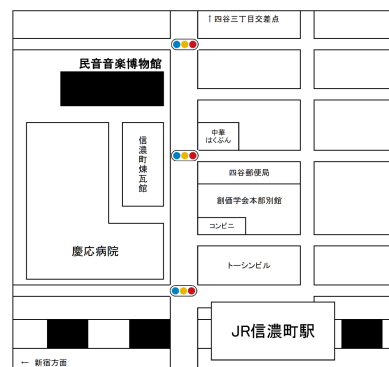 ↑四谷三丁目交差点
民音音楽博物館
中華
はくぶん
信濃町煉瓦館
四谷郵便局
創価学会本部別館
コンビニ
慶応病院
トーシンビル
JR信濃町駅
← 新宿方面